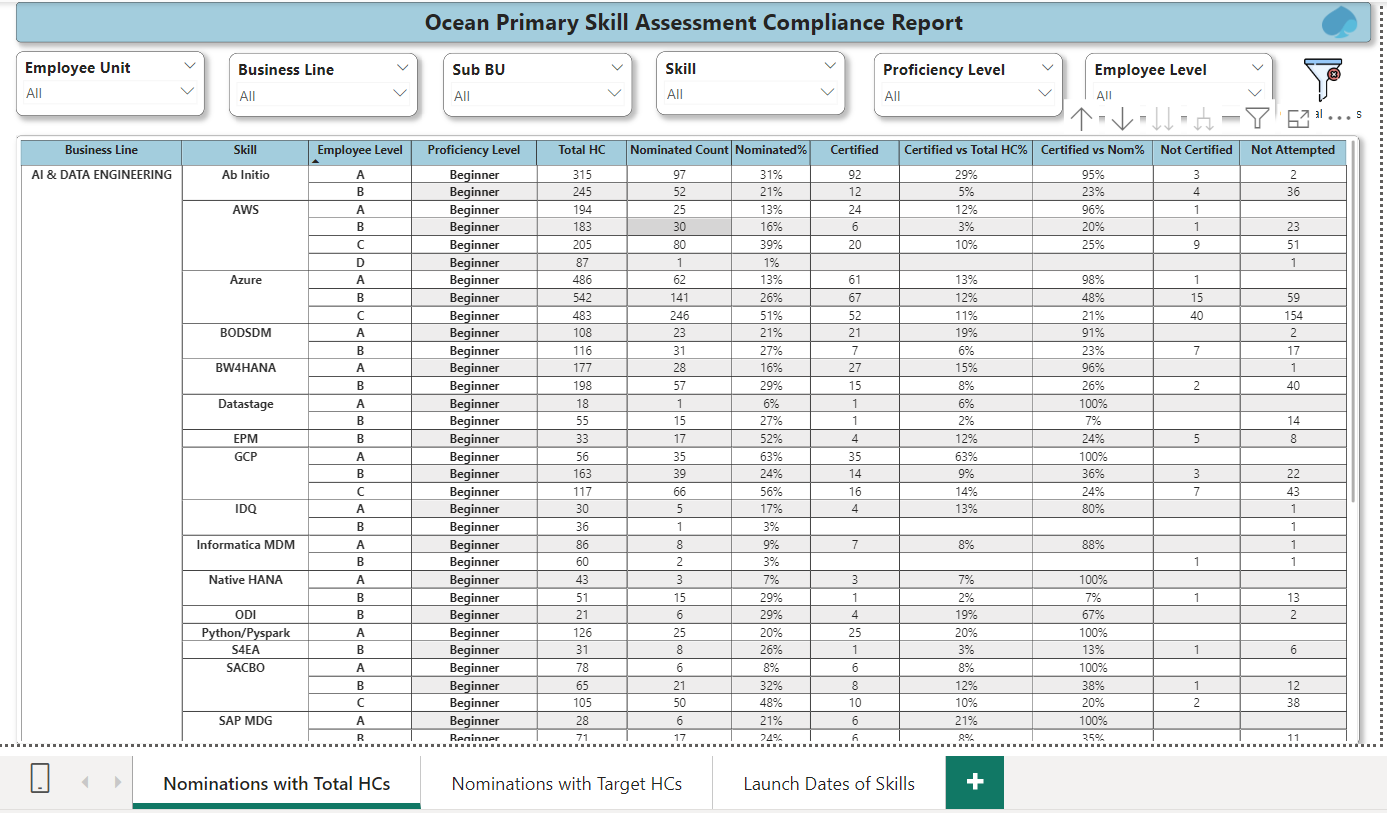 Ocean Primary Skill Assessment Compliance Report
Employee Unit
All
Business Line
All
Sub BU
All
Skill
All
Proficiency Level
All
Employee Level
All
Business Line Skill Employee Level Proficiency Level Total HC Nominated Count Nominated% Certified Certified vs Total HC% Certified vs Nom% Not Certified Not Attempted
AI & DATA ENGINEERING Ab Initio A Beginner 315 97 31% 92 29% 95% 3 2
B Beginner 245 52 21% 12 5% 23% 4 36
AWS A Beginner 194 25 13% 24 12% 96% 1
B Beginner 183 30 16% 6 3% 20% 1 23
C Beginner 205 80 39% 20 10% 25% 9 51
D Beginner 87 1 1% 1
Azure A Beginner 486 62 13% 61 13% 98% 1
B Beginner 542 141 26% 67 12% 48% 15 59
C Beginner 483 246 51% 52 11% 21% 40 154
BODSDM A Beginner 108 23 21% 21 19% 91% 2
B Beginner 116 31 27% 7 6% 23% 7 17
BW4HANA A Beginner 177 28 16% 27 15% 96% 1
B Beginner 198 57 29% 15 8% 26% 2 40
Datastage A Beginner 18 1 6% 1 6% 100%
B Beginner 55 15 27% 1 2% 7% 14
EPM B Beginner 33 17 52% 4 12% 24% 5 8
GCP A Beginner 56 35 63% 35 63% 100%
B Beginner 163 39 24% 14 9% 36% 3 22
C Beginner 117 66 56% 16 14% 24% 7 43
IDQ A Beginner 30 5 17% 4 13% 80% 1
B Beginner 36 1 3% 1
Informatica MDM A Beginner 86 8 9% 7 8% 88% 1
B Beginner 60 2 3% 1 1
Native HANA A Beginner 43 3 7% 3 7% 100%
B Beginner 51 15 29% 1 2% 7% 1 13
ODI B Beginner 21 6 29% 4 19% 67% 2
Python/Pyspark A Beginner 126 25 20% 25 20% 100%
S4EA B Beginner 31 8 26% 1 3% 13% 1 6
SACBO A Beginner 78 6 8% 6 8% 100%
B Beginner 65 21 32% 8 12% 38% 1 12
C Beginner 105 50 48% 10 10% 20% 2 38
SAP MDG A Beginner 28 6 21% 6 21% 100%
B Beginner 71 17 24% 6 8% 35% 11
Nominations with Total HCs
Nominations with Target HCs
Launch Dates of Skills